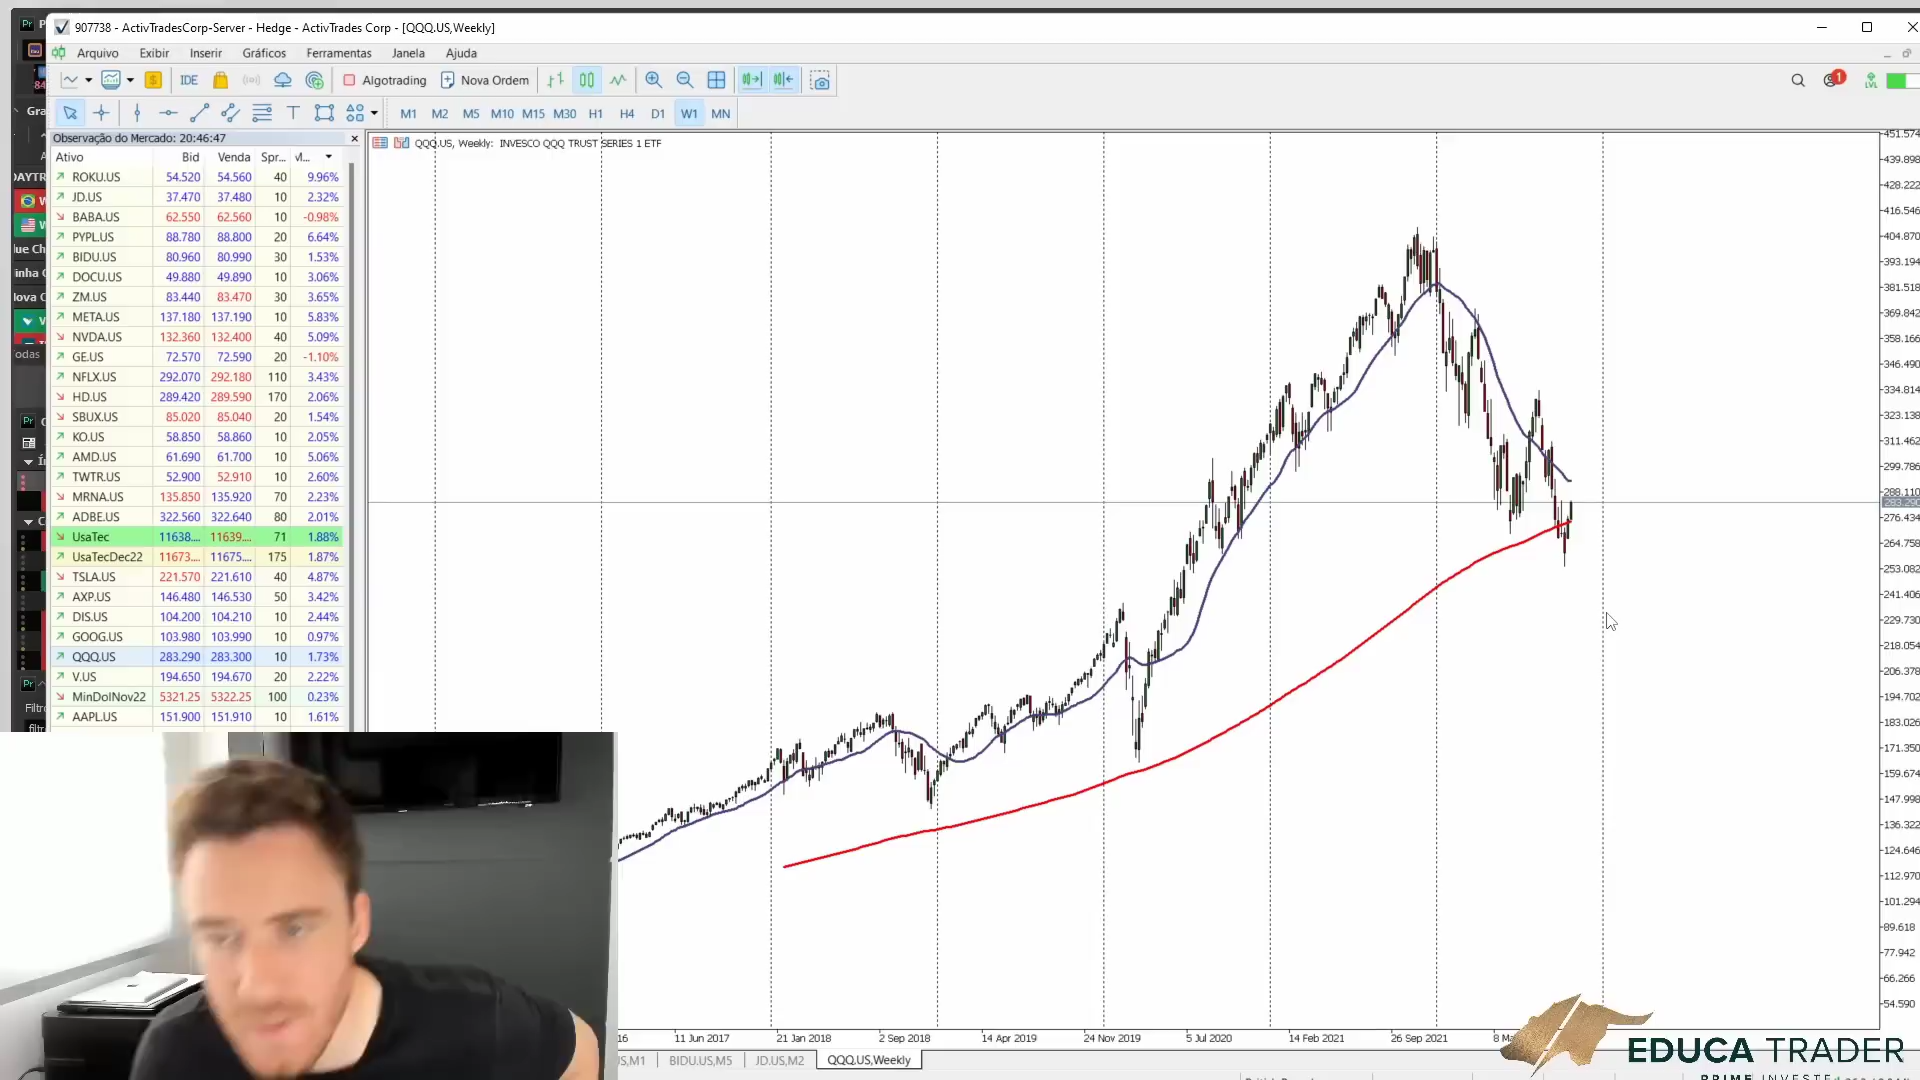 907738 - ActivTradesCorp-Server - Hedge - ActivTrades Corp - [QQQ.US,Weekly]
Arquivo Exibir Inserir Gráficos Ferramentas Janela Ajuda
IDE Algotrading Nova Ordem 1 LVL
T M1 M2 M5 M10 M15 M30 H1 H4 D1 W1 MN
Observação do Mercado: 20:46:47
QQQ.US, Weekly: INVESCO QQQ TRUST SERIES 1 ETF
Ativo Bid Venda Spr... vl...
ROKU.US 54.520 54.560 40 9.96%
JD.US 37.470 37.480 10 2.32%
BABA.US 62.550 62.560 10 -0.98%
PYPL.US 88.780 88.800 20 6.64%
BIDU.US 80.960 80.990 30 1.53%
DOCU.US 49.880 49.890 10 3.06%
ZM.US 83.440 83.470 30 3.65%
META.US 137.180 137.190 10 5.83%
NVDA.US 132.360 132.400 40 5.09%
GE.US 72.570 72.590 20 -1.10%
NFLX.US 292.070 292.180 110 3.43%
HD.US 289.420 289.590 170 2.06%
SBUX.US 85.020 85.040 20 1.54%
KO.US 58.850 58.860 10 2.05%
AMD.US 61.690 61.700 10 5.06%
TWTR.US 52.900 52.910 10 2.60%
MRNA.US 135.850 135.920 70 2.23%
ADBE.US 322.560 322.640 80 2.01%
UsaTec 11638.... 11639.... 71 1.88%
UsaTecDec22 11673.... 11675.... 175 1.87%
TSLA.US 221.570 221.610 40 4.87%
AXP.US 146.480 146.530 50 3.42%
DIS.US 104.200 104.210 10 2.44%
GOOG.US 103.980 103.990 10 0.97%
QQQ.US 283.290 283.300 10 1.73%
V.US 194.650 194.670 20 2.22%
MinDolNov22 5321.25 5322.25 100 0.23%
AAPL.US 151.900 151.910 10 1.61%
451.574
439.898
428.222
416.546
404.870
393.194
381.518
369.842
358.166
346.490
334.814
323.138
311.462
299.786
288.110
283.290
276.434
264.758
253.082
241.406
229.730
218.054
206.378
194.702
183.026
171.350
159.674
147.998
136.322
124.646
112.970
101.294
89.618
77.942
66.266
54.590
16 11 Jun 2017 21 Jan 2018 2 Sep 2018 14 Apr 2019 24 Nov 2019 5 Jul 2020 14 Feb 2021 26 Sep 2021 8 M
S,M1 BIDU.US,M5 JD.US,M2 QQQ.US,Weekly
EDUCA TRADER